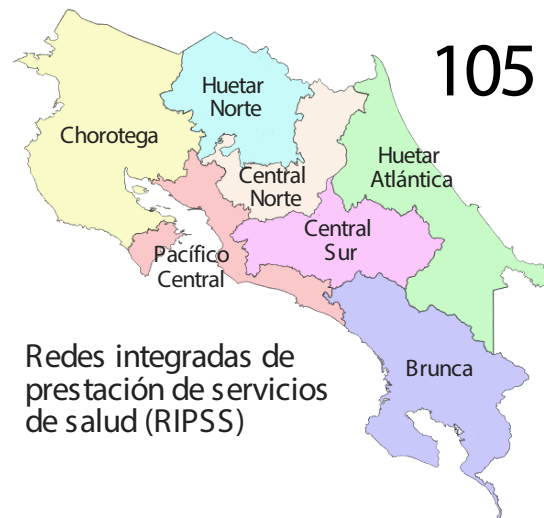 105
Huetar
Norte
Chorotega
Huetar
Atlántica
Central
Norte
Central
Sur
Pacífico
Central
Brunca
Redes integradas de
prestación de servicios
de salud (RIPSS)